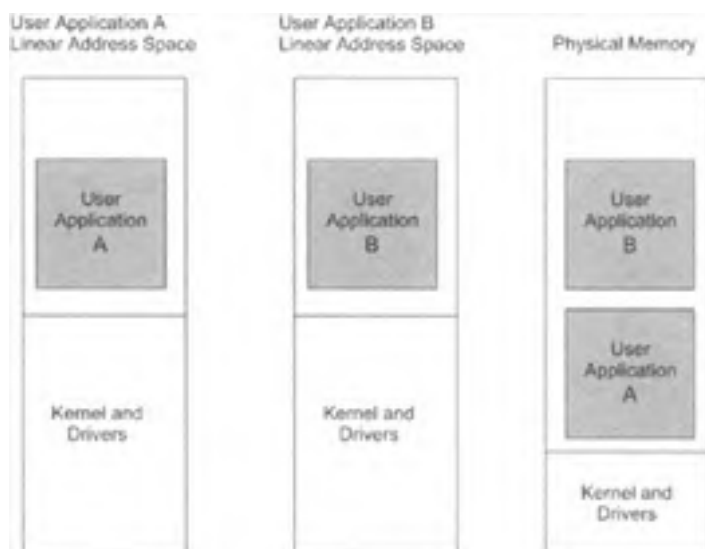 User Application A
Linear Address Space
User Application B
Linear Address Space
Physical Memory
User
Application
A
User
Application
B
User
Application
B
User
Application
A
Kernel and
Drivers
Kernel and
Drivers
Kernel and
Drivers